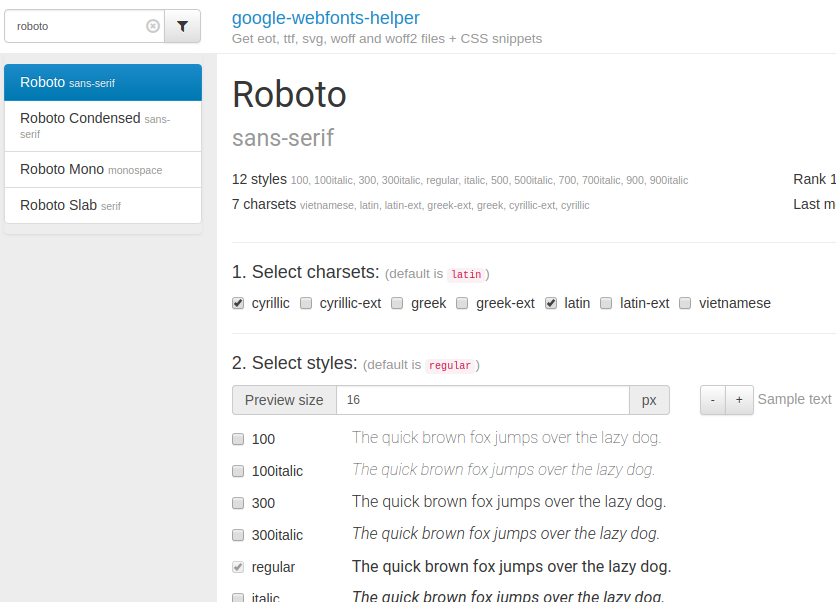 roboto
google-webfonts-helper
Get eot, ttf, svg, woff and woff2 files + CSS snippets
Roboto sans-serif
Roboto Condensed sans-
serif
Roboto Mono monospace
Roboto Slab serif
Roboto
sans-serif
12 styles 100, 100italic, 300, 300italic, regular, italic, 500, 500italic, 700, 700italic, 900, 900italic
Rank 1
7 charsets vietnamese, latin, latin-ext, greek-ext, greek, cyrillic-ext, cyrillic
Last m
1. Select charsets: (default is latin)
cyrillic cyrillic-ext greek greek-ext latin latin-ext vietnamese
2. Select styles: (default is regular)
Preview size 16 px - + Sample text
100 The quick brown fox jumps over the lazy dog.
100italic The quick brown fox jumps over the lazy dog.
300 The quick brown fox jumps over the lazy dog.
300italic The quick brown fox jumps over the lazy dog.
regular The quick brown fox jumps over the lazy dog.
italic The quick brown fox jumps over the lazy dog.